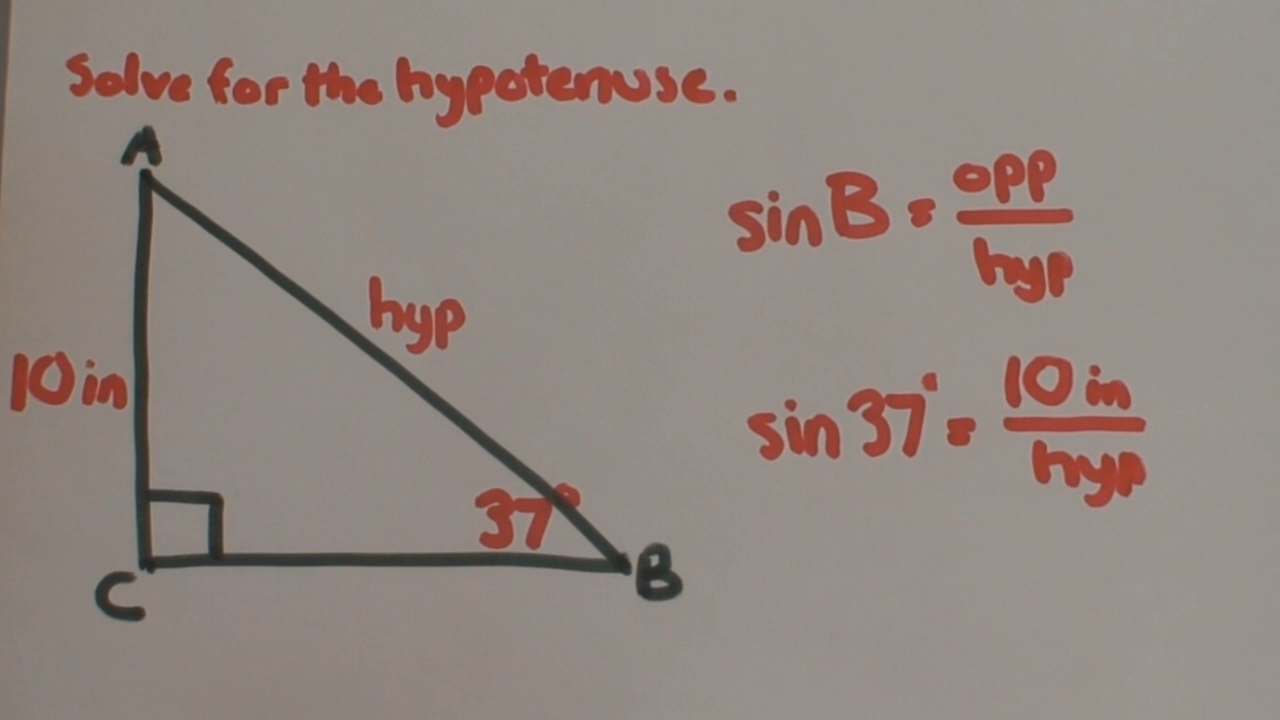 Solve for the hypotenuse.
A
sin B = opp
hyp
hyp
10 in
sin 37° = 10 in
hyp
37°
C
B